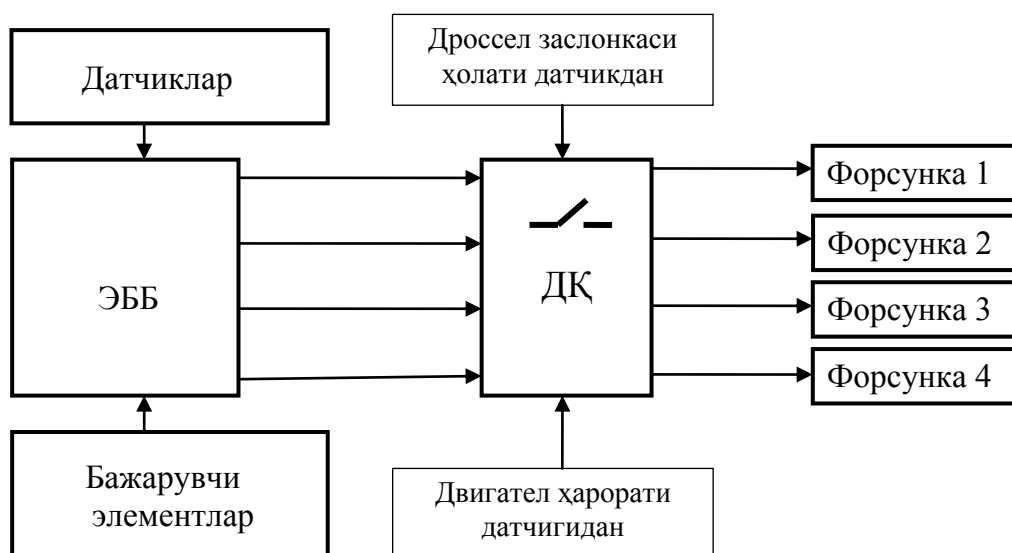 Датчиклар
Дроссел заслонкаси
ҳолати датчикдан
ЭББ
ДҚ
Форсунка 1
Форсунка 2
Форсунка 3
Форсунка 4
Бажарувчи
элементлар
Двигател ҳарорати
датчигидан